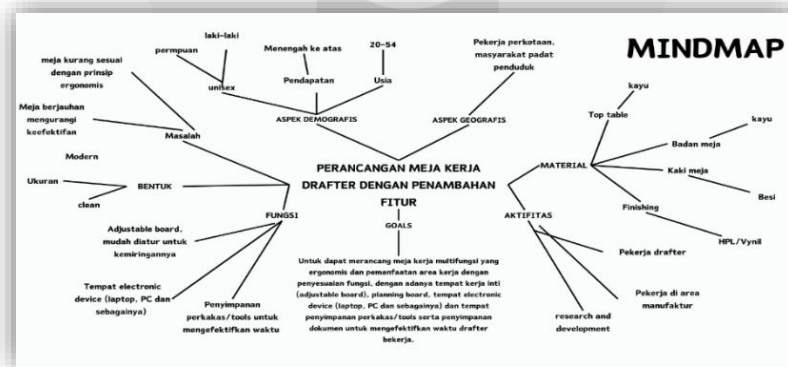 MINDMAP
laki-laki
permpuan
unisex
Menengah ke atas
Pendapatan
20-54
Usia
ASPEK DEMOGRAFIS
Pekerja perkotaan,
masyarakat padat
penduduk
ASPEK GEOGRAFIS
meja kurang sesuai
dengan prinsip
ergonomis
Meja berjauhan
mengurangi
keefektifan
Masalah
Modern
Ukuran
clean
BENTUK
PERANCANGAN MEJA KERJA
DRAFTER DENGAN PENAMBAHAN
FITUR
kayu
Top table
kayu
Badan meja
MATERIAL
Kaki meja
Besi
Finishing
HPL/Vynil
FUNGSI
Adjustable board,
mudah diatur untuk
kemiringannya
Tempat electronic
device (laptop, PC dan
sebagainya)
Penyimpanan
perkakas/tools untuk
mengefektifkan waktu
GOALS
Untuk dapat merancang meja kerja multifungsi yang
ergonomis dan pemanfaatan area kerja dengan
penyesuaian fungsi, dengan adanya tempat kerja inti
(adjustable board), planning board, tempat electronic
device (laptop, PC dan sebagainya) dan tempat
penyimpanan perkakas/tools serta penyimpanan
dokumen untuk mengefektifkan waktu drafter
bekerja.
AKTIFITAS
Pekerja drafter
Pekerja di area
manufaktur
research and
development